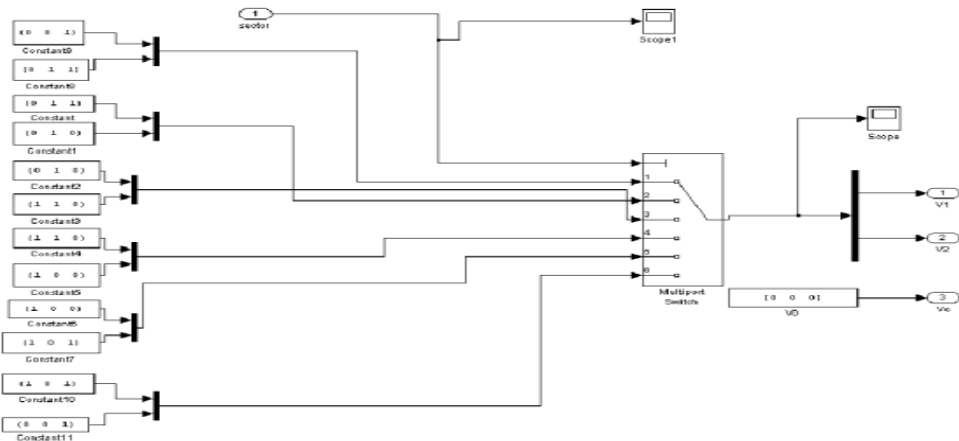 (0 0 1)
Constant9
(0 1 1)
Constant8
(0 1 1)
Constant
(0 1 0)
Constant1
(0 1 0)
Constant2
(1 1 0)
Constant3
(1 1 0)
Constant4
(1 0 0)
Constant5
(1 0 0)
Constant6
(1 0 1)
Constant7
(1 0 1)
Constant10
(0 0 1)
Constant11
1
sector
Scope1
Scope
1
2
3
4
5
6
Multiport
Switch
[0 0 0]
V0
1
V1
2
V2
3
Vo